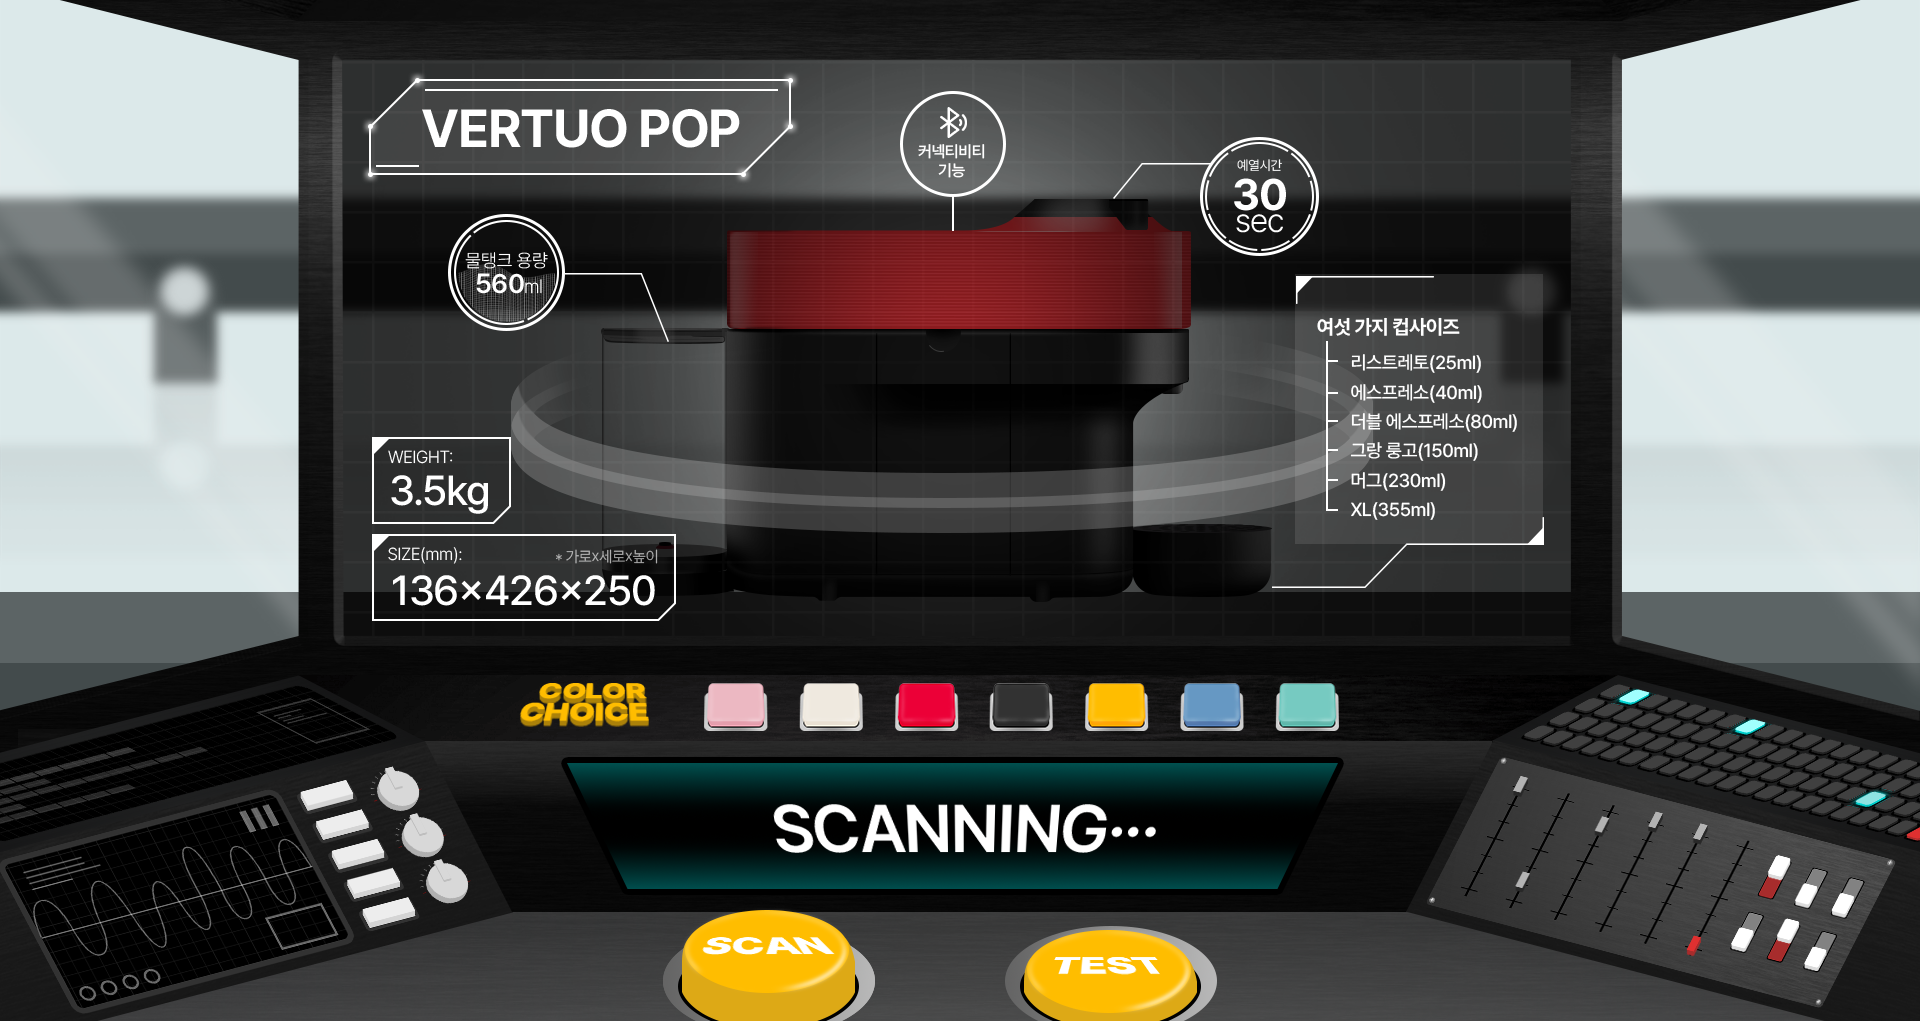 VERTUO POP
커넥티비티
기능
예열시간
30
sec
물탱크 용량
560ml
여섯 가지 컵사이즈
리스트레토(25ml)
에스프레소(40ml)
더블 에스프레소(80ml)
그랑 룽고(150ml)
머그(230ml)
XL(355ml)
WEIGHT:
3.5kg
SIZE(mm):
* 가로x세로x높이
136×426×250
COLOR
CHOICE
SCANNING···
SCAN
TEST